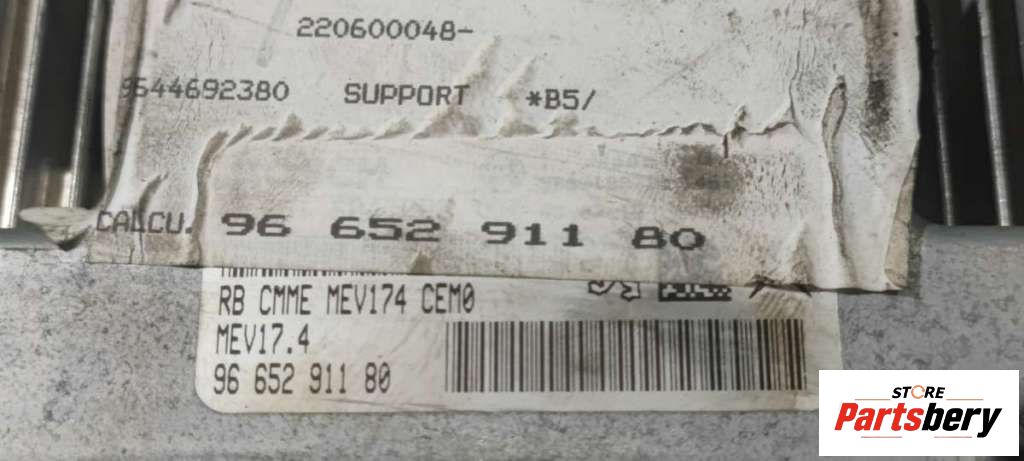 220600048-
9644692380 SUPPORT *B5/
CALCU. 96 652 911 80
RB CMME MEV174 CEM0
MEV17.4
96 652 911 80
STORE
Partsbery